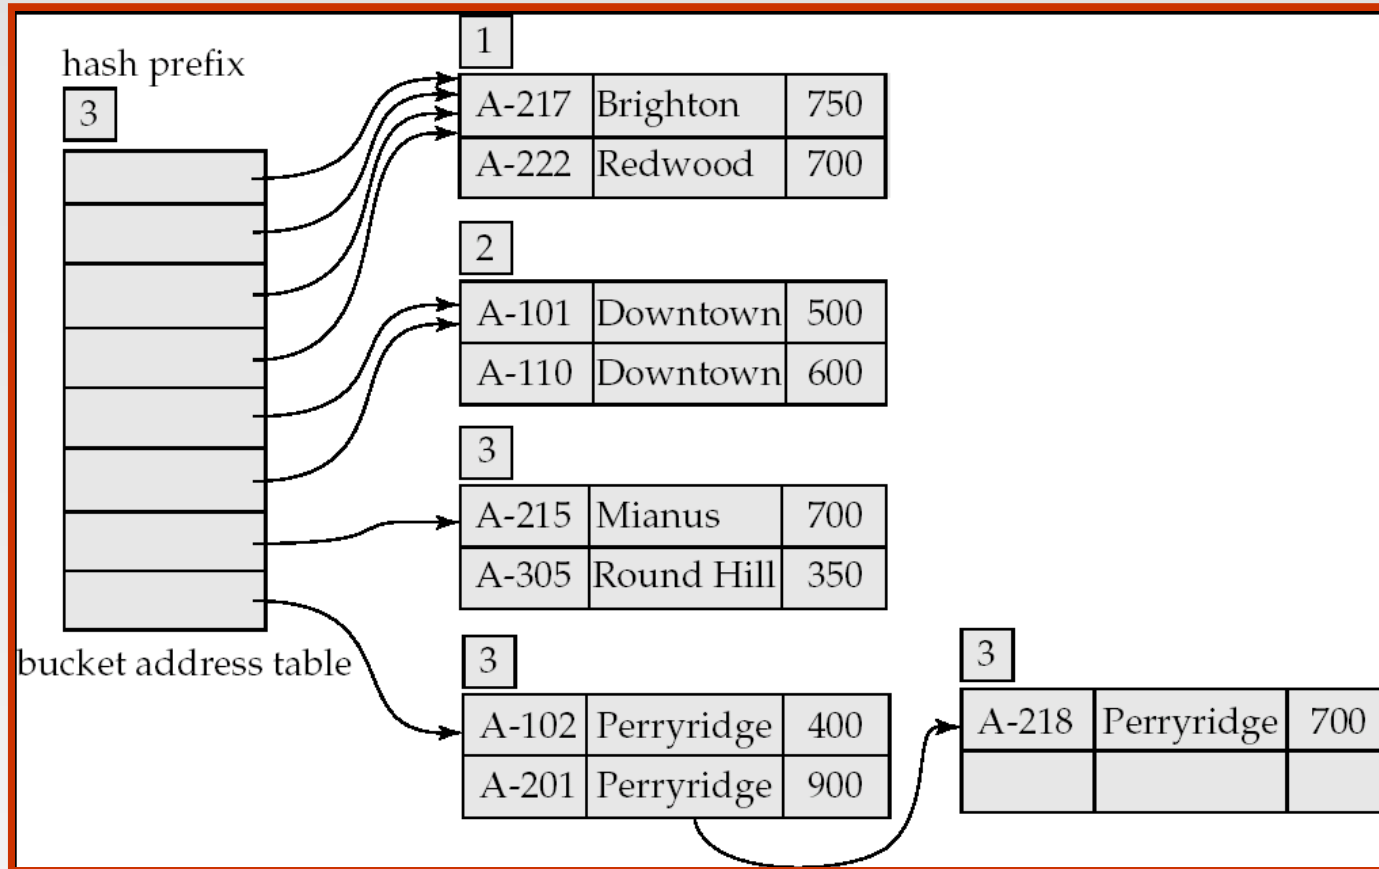 hash prefix
3
bucket address table
1
A-217 Brighton 750
A-222 Redwood 700
2
A-101 Downtown 500
A-110 Downtown 600
3
A-215 Mianus 700
A-305 Round Hill 350
3
A-102 Perryridge 400
A-201 Perryridge 900
3
A-218 Perryridge 700